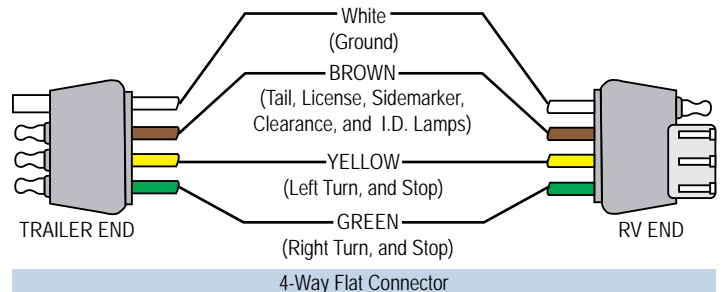 White
(Ground)
BROWN
(Tail, License, Sidemarker,
Clearance, and I.D. Lamps)
YELLOW
(Left Turn, and Stop)
GREEN
(Right Turn, and Stop)
TRAILER END
RV END
4-Way Flat Connector